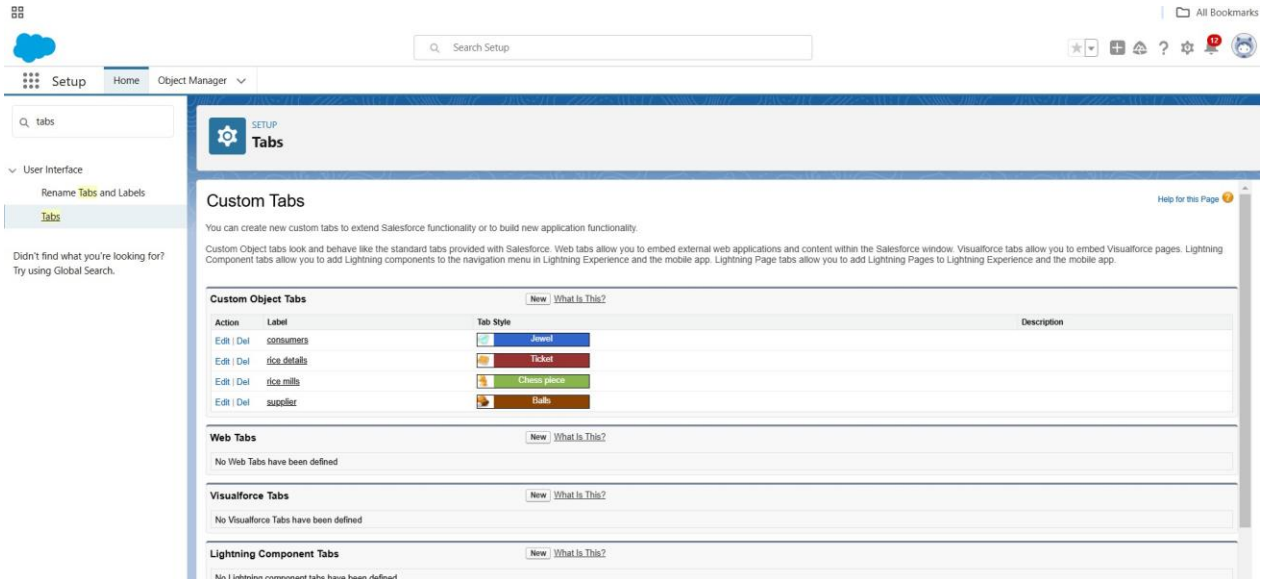 All Bookmarks
Search Setup
12
Setup Home Object Manager
tabs
SETUP
Tabs
User Interface
Rename Tabs and Labels
Tabs
Didn't find what you're looking for?
Try using Global Search.
Custom Tabs
Help for this Page ?
You can create new custom tabs to extend Salesforce functionality or to build new application functionality.
Custom Object tabs look and behave like the standard tabs provided with Salesforce. Web tabs allow you to embed external web applications and content within the Salesforce window. Visualforce tabs allow you to embed Visualforce pages. Lightning
Component tabs allow you to add Lightning components to the navigation menu in Lightning Experience and the mobile app. Lightning Page tabs allow you to add Lightning Pages to Lightning Experience and the mobile app.
Custom Object Tabs New What Is This?
Action Label Tab Style Description
Edit | Del consumers Jewel
Edit | Del rice details Ticket
Edit | Del rice mills Chess piece
Edit | Del supplier Balls
Web Tabs New What Is This?
No Web Tabs have been defined
Visualforce Tabs New What Is This?
No Visualforce Tabs have been defined
Lightning Component Tabs New What Is This?
No Lightning component tabs have been defined